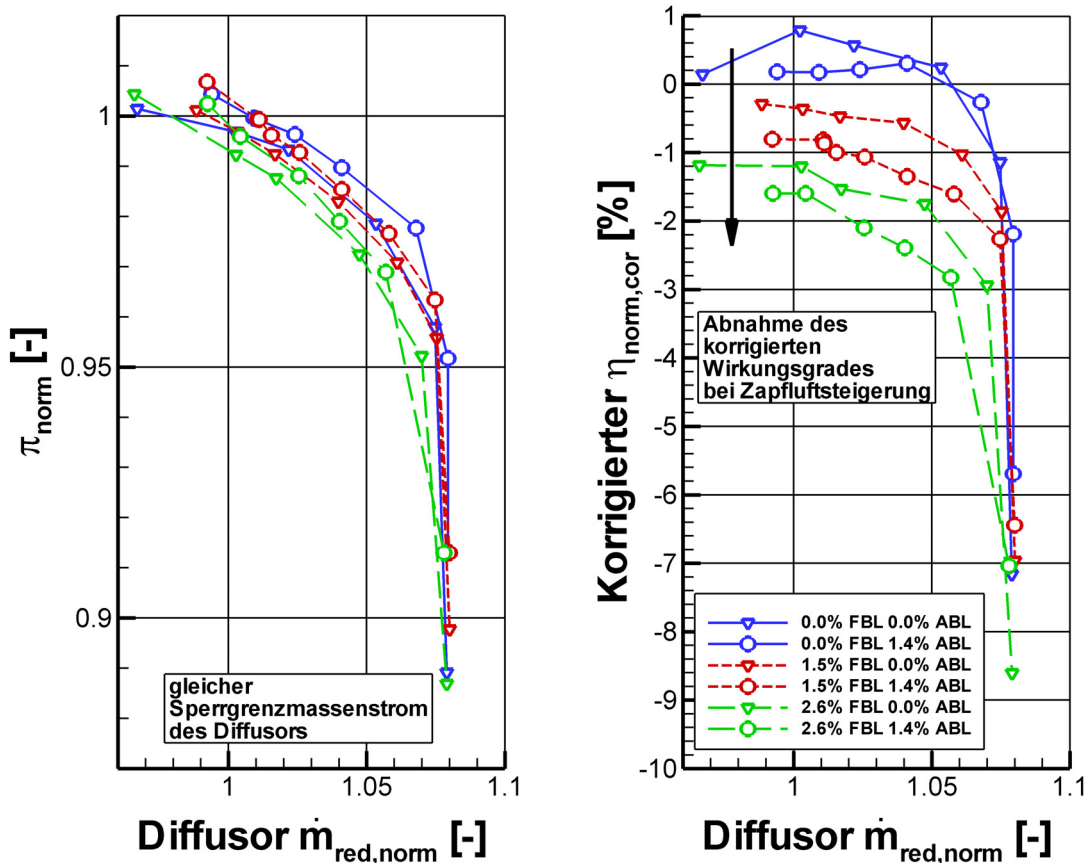 π norm [-]
1
0.95
0.9
gleicher
Sperrgrenzmassenstrom
des Diffusors
1 1.05 1.1
Diffusor ṁ red,norm [-]
Korrigierter η norm,cor [%]
1
0
-1
-2
-3
-4
-5
-6
-7
-8
-9
-10
Abnahme des
korrigierten
Wirkungsgrades
bei Zapfluftsteigerung
0.0% FBL 0.0% ABL
0.0% FBL 1.4% ABL
1.5% FBL 0.0% ABL
1.5% FBL 1.4% ABL
2.6% FBL 0.0% ABL
2.6% FBL 1.4% ABL
1 1.05 1.1
Diffusor ṁ red,norm [-]